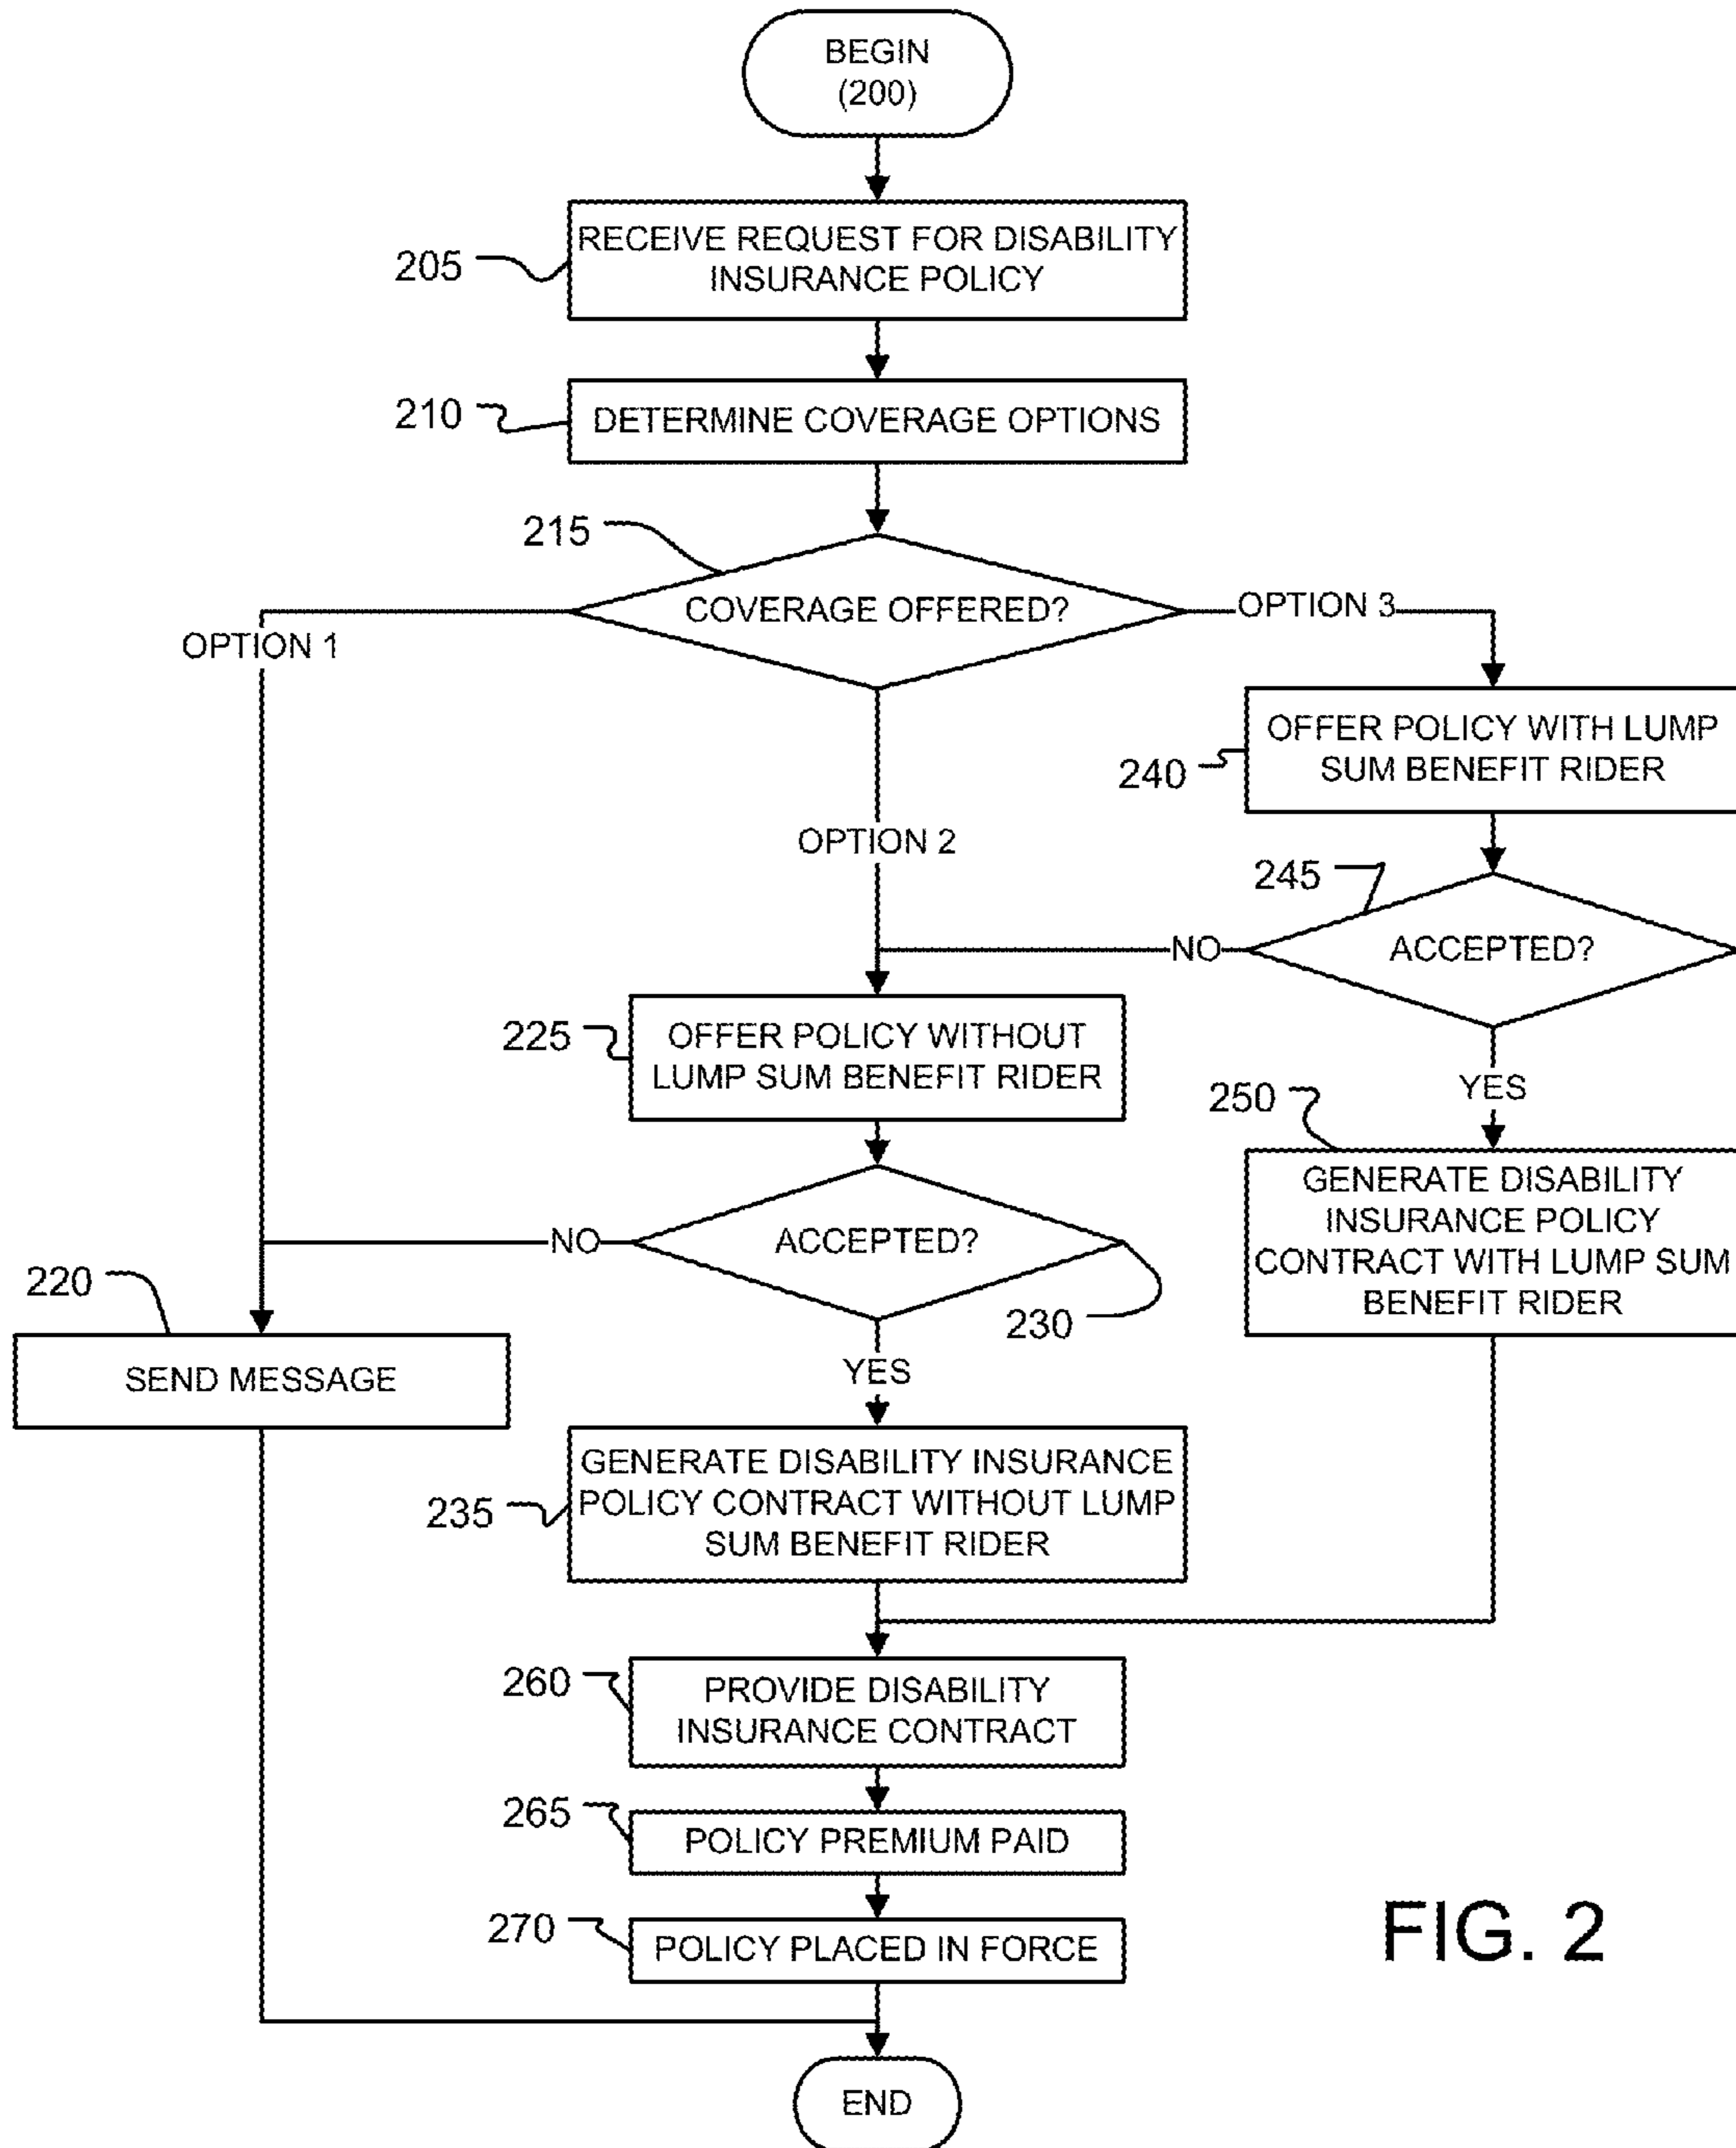 BEGIN
(200)
205
RECEIVE REQUEST FOR DISABILITY
INSURANCE POLICY
210
DETERMINE COVERAGE OPTIONS
215
COVERAGE OFFERED?
OPTION 1
OPTION 2
OPTION 3
240
OFFER POLICY WITH LUMP
SUM BENEFIT RIDER
245
ACCEPTED?
NO
YES
225
OFFER POLICY WITHOUT
LUMP SUM BENEFIT RIDER
250
GENERATE DISABILITY
INSURANCE POLICY
CONTRACT WITH LUMP SUM
BENEFIT RIDER
ACCEPTED?
230
NO
YES
220
SEND MESSAGE
235
GENERATE DISABILITY INSURANCE
POLICY CONTRACT WITHOUT LUMP
SUM BENEFIT RIDER
260
PROVIDE DISABILITY
INSURANCE CONTRACT
265
POLICY PREMIUM PAID
270
POLICY PLACED IN FORCE
END
FIG. 2